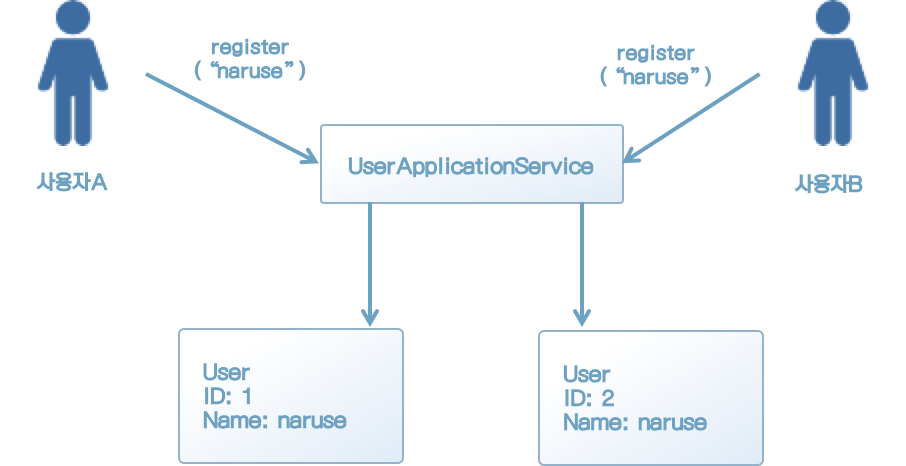 register
( “naruse” )
register
( “naruse” )
UserApplicationService
사용자A
사용자B
User
ID: 1
Name: naruse
User
ID: 2
Name: naruse